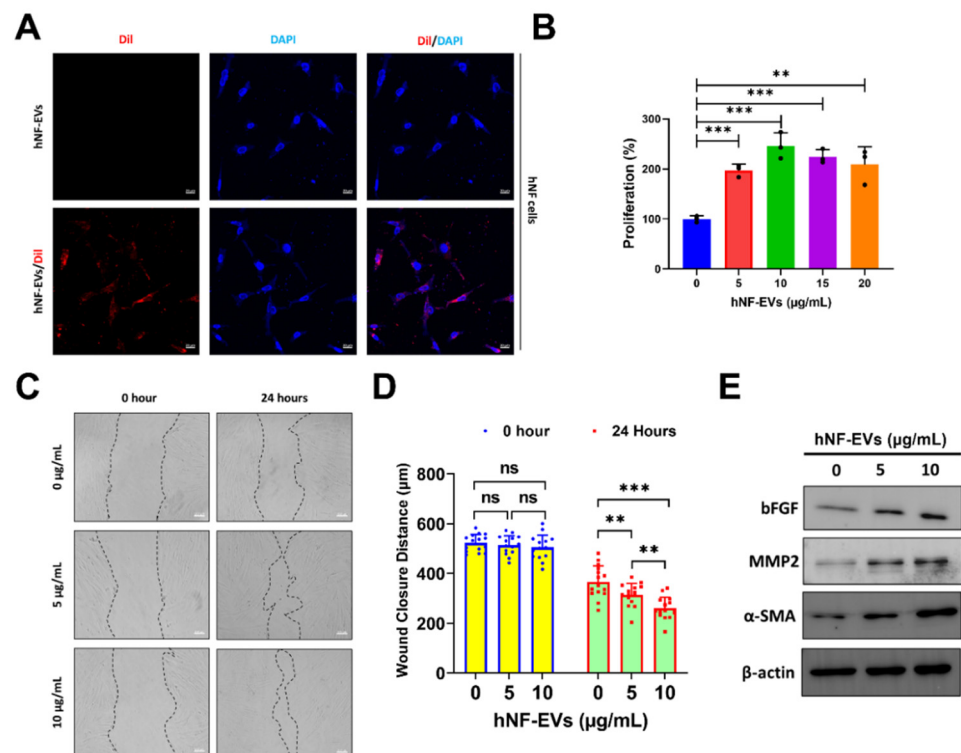 A
Dil
DAPI
Dil/DAPI
hNF-EVs
hNF-EVs/Dil
hNF cells
B
**
***
***
***
Proliferation (%)
300
200
100
0
0 5 10 15 20
hNF-EVs (μg/mL)
C
0 hour
24 hours
0 μg/mL
5 μg/mL
10 μg/mL
D
0 hour
24 Hours
Wound Closure Distance (μm)
800
600
400
200
0
ns
ns
ns
***
**
**
0 5 10 0 5 10
hNF-EVs (μg/mL)
E
hNF-EVs (μg/mL)
0 5 10
bFGF
MMP2
α-SMA
β-actin